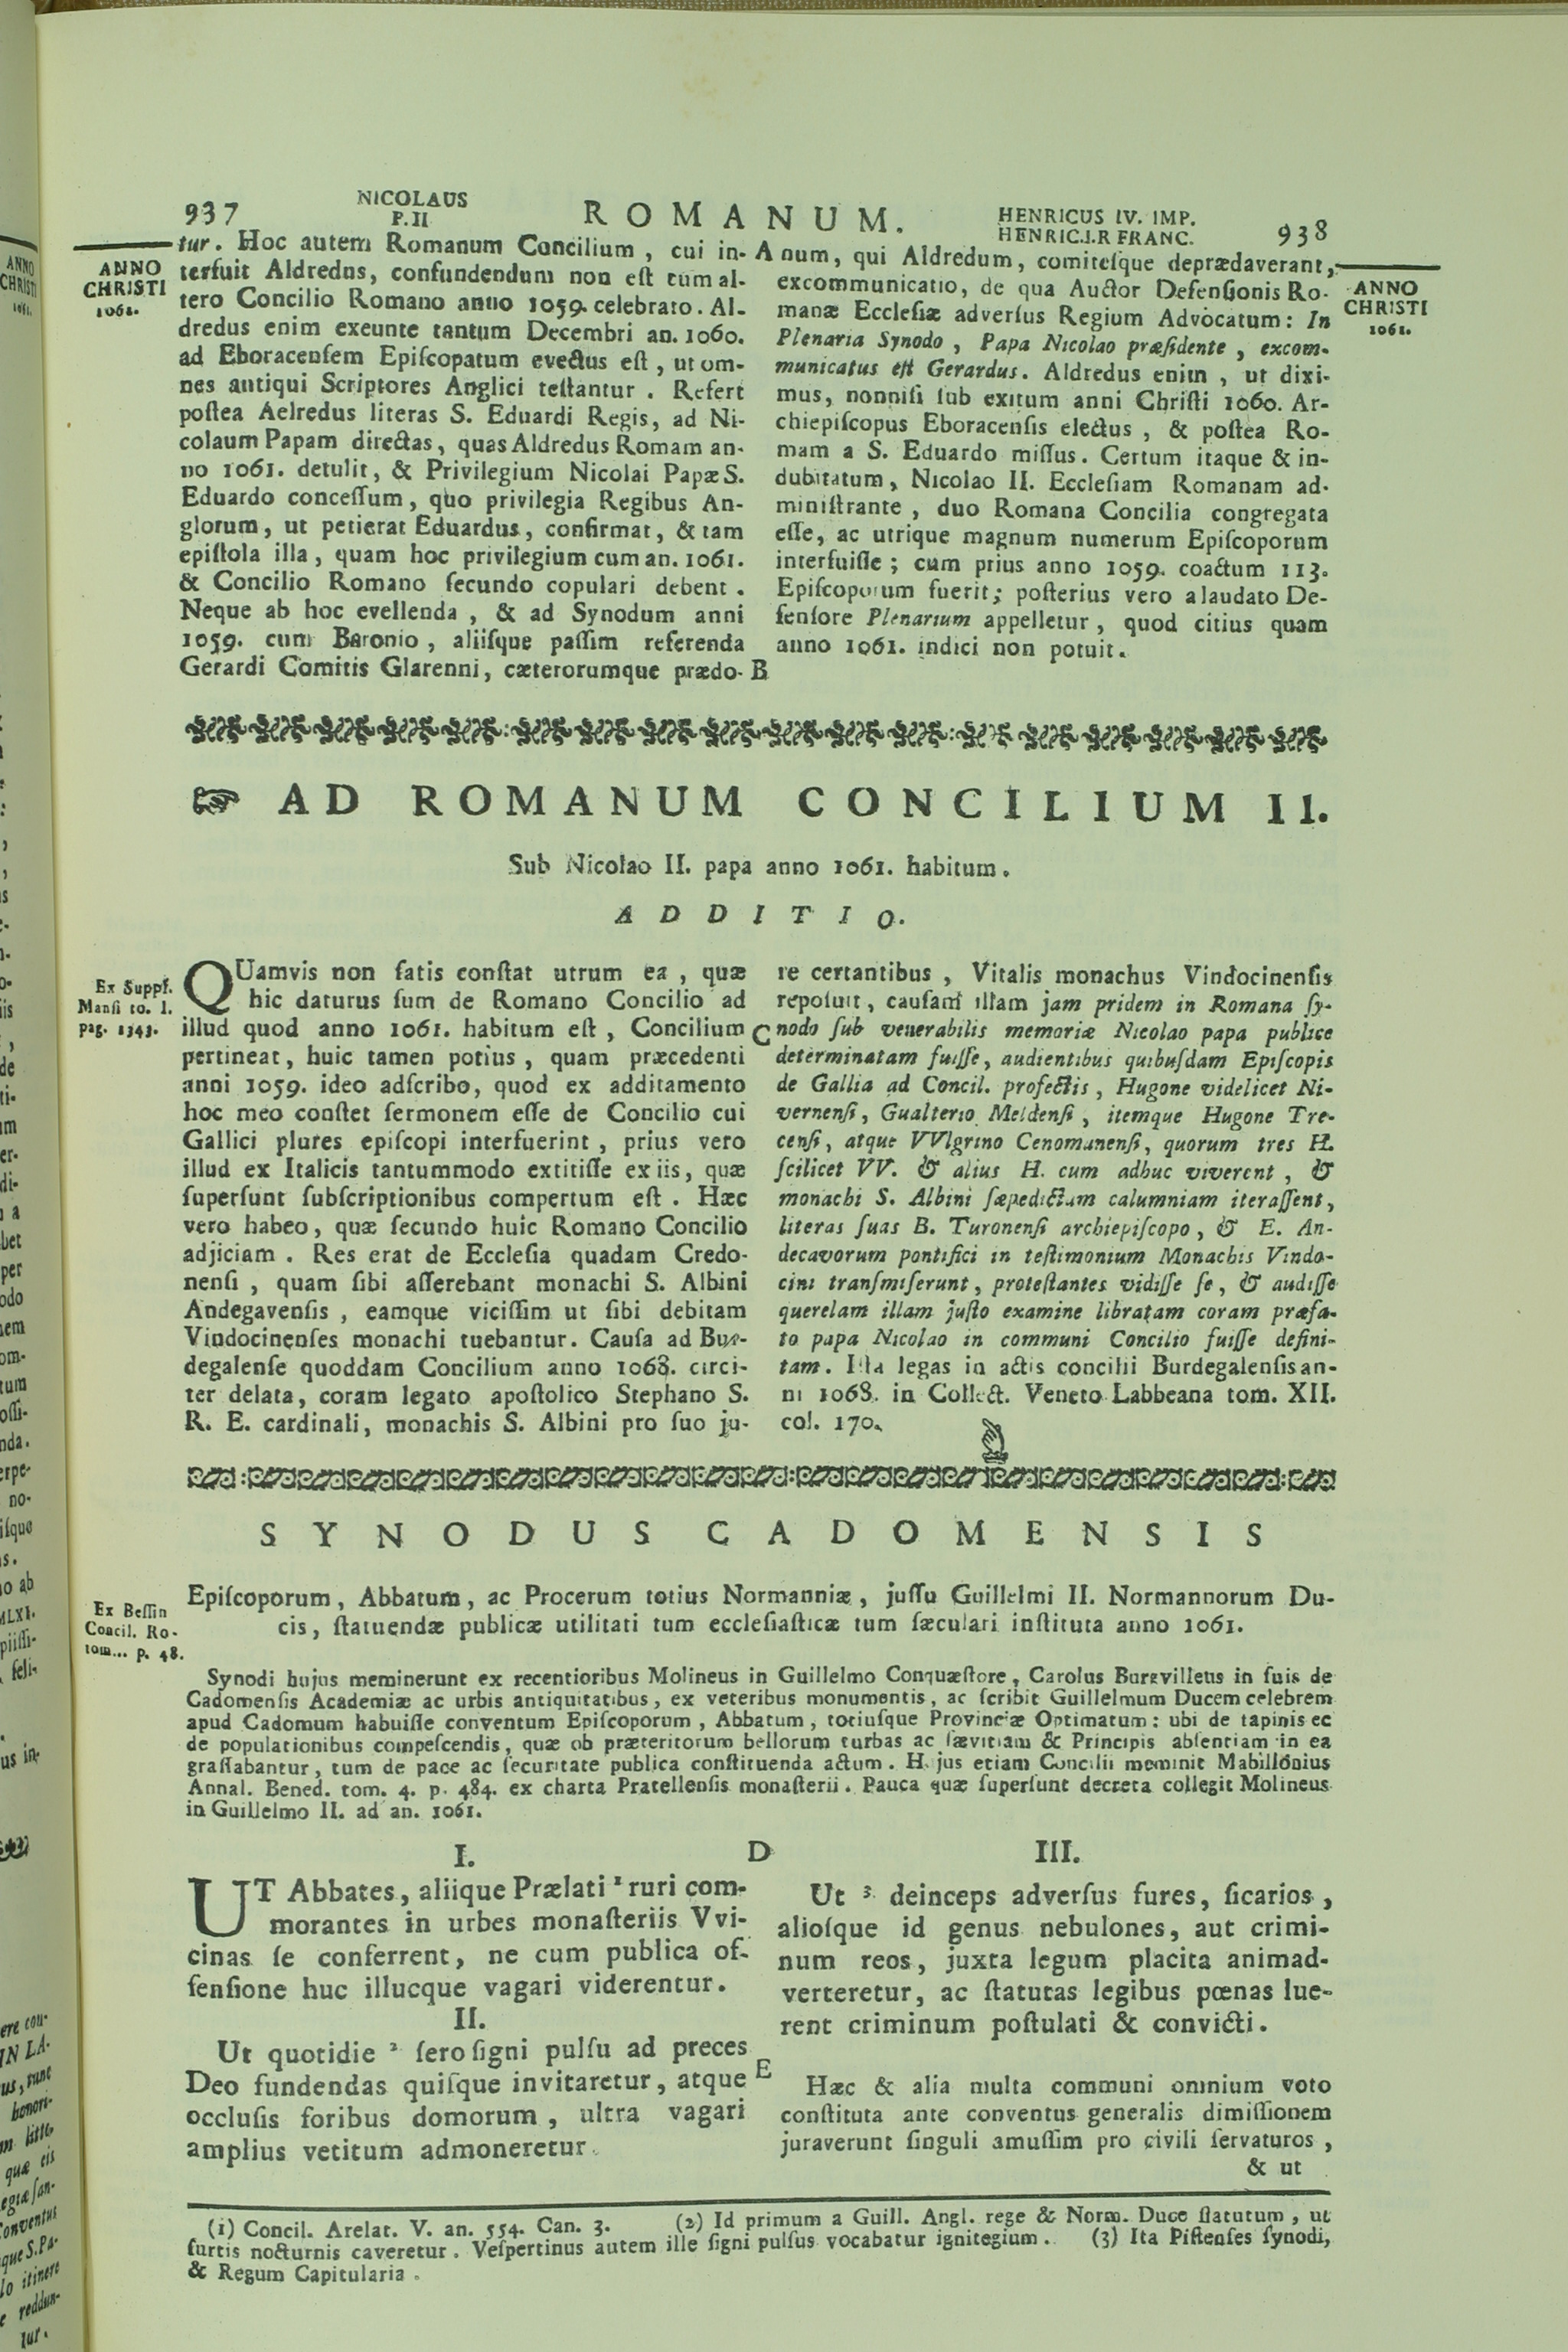 937
NICOLAUS
P. II
ROMANUM.
HENRICUS IV. IMP.
HENRIC. I. R FRANC.
938
ANNO
CHRISTI
1061.
tur. Hoc autem Romanum Concilium, cui in-
terfuit Aldredus, confundendum non eſt cum al-
tero Concilio Romano anno 1059. celebrato. Al-
dredus enim exeunte tantum Decembri an. 1060.
ad Eboracenſem Epiſcopatum evectus eſt, ut om-
nes antiqui Scriptores Anglici teſtantur. Refert
poſtea Aelredus literas S. Eduardi Regis, ad Ni-
colaum Papam directas, quas Aldredus Romam an-
no 1061. detulit, & Privilegium Nicolai Papæ S.
Eduardo conceſſum, quo privilegia Regibus An-
glorum, ut petierat Eduardus, confirmat, & tam
epiſtola illa, quam hoc privilegium cum an. 1061.
& Concilio Romano ſecundo copulari debent.
Neque ab hoc evellenda, & ad Synodum anni
1059. cum Baronio, aliiſque paſſim referenda
Gerardi Comitis Glarenni, cæterorumque prædo-
A
B
num, qui Aldredum, comiteſque deprædaverant,
excommunicatio, de qua Auctor Defenſionis Ro-
manæ Eccleſiæ adverſus Regium Advocatum: In
Plenaria Synodo, Papa Nicolao præſidente, excom-
municatus eſt Gerardus. Aldredus enim, ut dixi-
mus, nonniſi ſub exitum anni Chriſti 1060. Ar-
chiepiſcopus Eboracenſis electus, & poſtea Ro-
mam a S. Eduardo miſſus. Certum itaque & in-
dubitatum, Nicolao II. Eccleſiam Romanam ad-
miniſtrante, duo Romana Concilia congregata
eſſe, ac utrique magnum numerum Epiſcoporum
interfuiſſe; cum prius anno 1059. coactum 113.
Epiſcoporum fuerit; poſterius vero a laudato De-
fenſore Plenarium appelletur, quod citius quam
anno 1061. indici non potuit.
ANNO
CHRISTI
1061.
☞ AD ROMANUM CONCILIUM II.
Sub Nicolao II. papa anno 1061. habitum.
ADDITIO.
Ex Suppl.
Manſi to. 1.
pag. 1343.
QUamvis non ſatis conſtat utrum ea, quæ
hic daturus ſum de Romano Concilio ad
illud quod anno 1061. habitum eſt, Concilium
pertineat, huic tamen potius, quam præcedenti
anni 1059. ideo adſcribo, quod ex additamento
hoc meo conſtet ſermonem eſſe de Concilio cui
Gallici plures epiſcopi interfuerint, prius vero
illud ex Italicis tantummodo extitiſſe ex iis, quæ
ſuperſunt ſubſcriptionibus compertum eſt. Hæc
vero habeo, quæ ſecundo huic Romano Concilio
adjiciam. Res erat de Eccleſia quadam Credo-
nenſi, quam ſibi aſſerebant monachi S. Albini
Andegavenſis, eamque viciſſim ut ſibi debitam
Vindocinenſes monachi tuebantur. Cauſa ad Bur-
degalenſe quoddam Concilium anno 1068. circi-
ter delata, coram legato apoſtolico Stephano S.
R. E. cardinali, monachis S. Albini pro ſuo ju-
C
re certantibus, Vitalis monachus Vindocinenſis
repoſuit, cauſam illam jam pridem in Romana ſy-
nodo ſub venerabilis memoriæ Nicolao papa publice
determinatam fuiſſe, audientibus quibuſdam Epiſcopis
de Gallia ad Concil. profectis, Hugone videlicet Ni-
vernenſi, Gualterio Meldenſi, itemque Hugone Tre-
cenſi, atque VVlgrino Cenomanenſi, quorum tres H.
ſcilicet VV. & alius H. cum adhuc viverent, &
monachi S. Albini ſæpedictam calumniam iteraſſent,
literas ſuas B. Turonenſi archiepiſcopo, & E. An-
decavorum pontifici in teſtimonium Monachis Vindo-
cini tranſmiſerunt, proteſtantes vidiſſe ſe, & audiſſe
querelam illam juſto examine libratam coram præfa-
to papa Nicolao in communi Concilio fuiſſe defini-
tam. Illa legas in actis concilii Burdegalenſis an-
ni 1068. in Collect. Veneto Labbeana tom. XII.
col. 170.
SYNODUS CADOMENSIS
Ex Beſſin
Concil. Ro-
tom... p. 48.
Epiſcoporum, Abbatum, ac Procerum totius Normanniæ, juſſu Guillelmi II. Normannorum Du-
cis, ſtatuendæ publicæ utilitati tum eccleſiaſticæ tum ſæculari inſtituta anno 1061.
Synodi hujus meminerunt ex recentioribus Molineus in Guillelmo Conquæſtore, Carolus Burgvilleus in ſuis de
Cadomenſis Academiæ ac urbis antiquitatibus, ex veteribus monumentis, ac ſcribit Guillelmum Ducem celebrem
apud Cadomum habuiſſe conventum Epiſcoporum, Abbatum, totiuſque Provinciæ Optimatum: ubi de rapinis ec
de populationibus compeſcendis, quæ ob præteritorum bellorum turbas ac ſævitiam & Principis abſentiam in ea
graſſabantur, tum de pace ac ſecuritate publica conſtituenda actum. Hujus etiam Concilii meminit Mabillonius
Annal. Bened. tom. 4. p. 484. ex charta Pratellenſis monaſterii. Pauca quæ ſuperſunt decreta collegit Molineus
in Guillelmo II. ad an. 1061.
I.
UT Abbates, aliique Prælati ¹ ruri com-
morantes in urbes monaſteriis Vvi-
cinas ſe conferrent, ne cum publica of-
fenſione huc illucque vagari viderentur.
II.
Ut quotidie ² ſero ſigni pulſu ad preces
Deo fundendas quiſque invitaretur, atque
occluſis foribus domorum, ultra vagari
amplius vetitum admoneretur.
D
E
III.
Ut ³ deinceps adverſus fures, ſicarios,
alioſque id genus nebulones, aut crimi-
num reos, juxta legum placita animad-
verteretur, ac ſtatutas legibus pœnas lue-
rent criminum poſtulati & convicti.
Hæc & alia multa communi omnium voto
conſtituta ante conventus generalis dimiſſionem
juraverunt ſinguli amuſſim pro civili ſervaturos,
& ut
(1) Concil. Arelat. V. an. 554. Can. 3. (2) Id primum a Guill. Angl. rege & Norm. Duce ſtatutum, ut
furtis nocturnis caveretur. Veſpertinus autem ille ſigni pulſus vocabatur ignitegium. (3) Ita Piſtenſes ſynodi,
& Regum Capitularia.